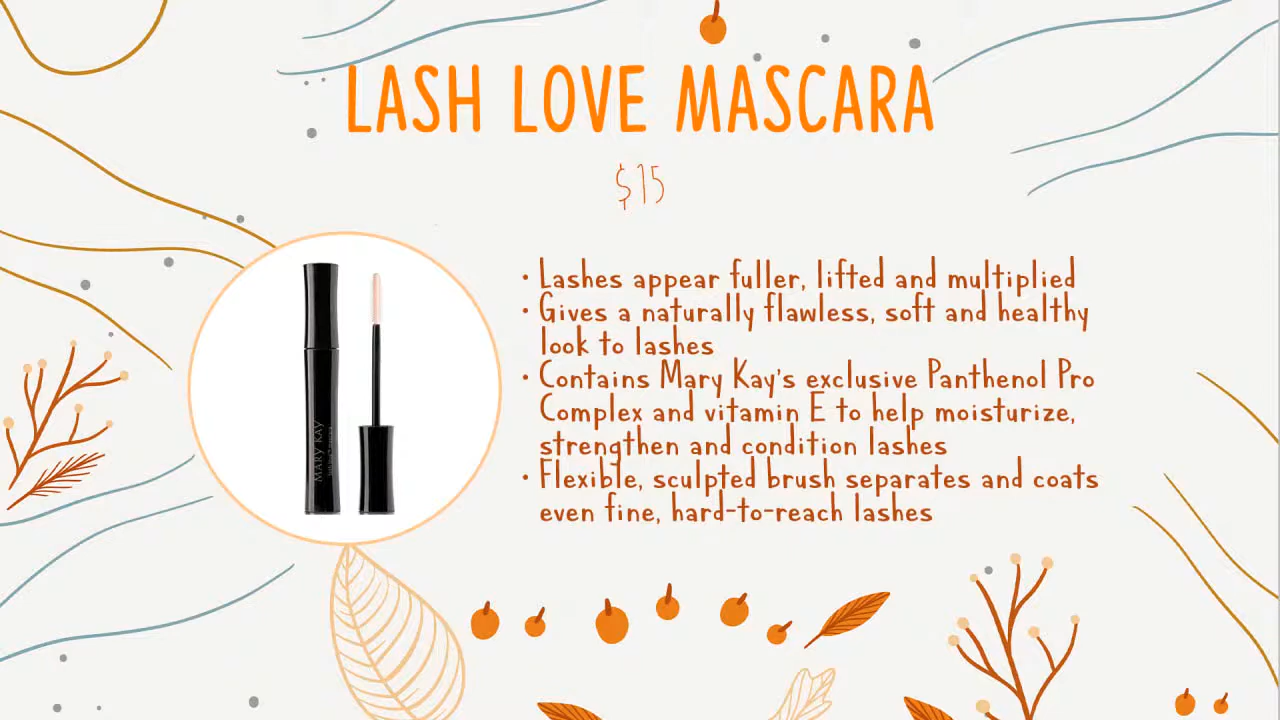 LASH LOVE MASCARA
$15
• Lashes appear fuller, lifted and multiplied
• Gives a naturally flawless, soft and healthy
look to lashes
• Contains Mary Kay's exclusive Panthenol Pro
Complex and vitamin E to help moisturize,
strengthen and condition lashes
• Flexible, sculpted brush separates and coats
even fine, hard-to-reach lashes
MARY KAY